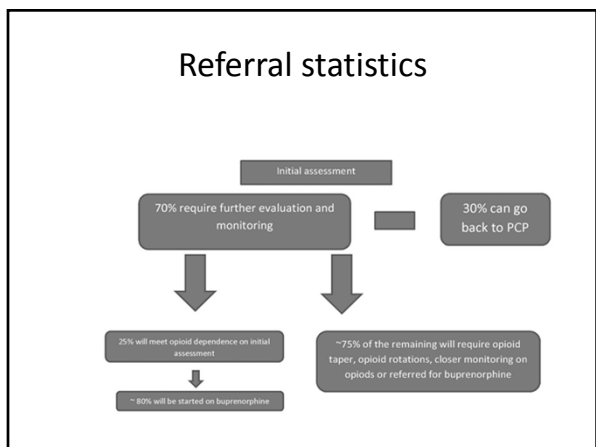 Referral statistics
Initial assessment
70% require further evaluation and
monitoring
30% can go
back to PCP
25% will meet opioid dependence on initial
assessment
~ 80% will be started on buprenorphine
~75% of the remaining will require opioid
taper, opioid rotations, closer monitoring on
opiods or referred for buprenorphine